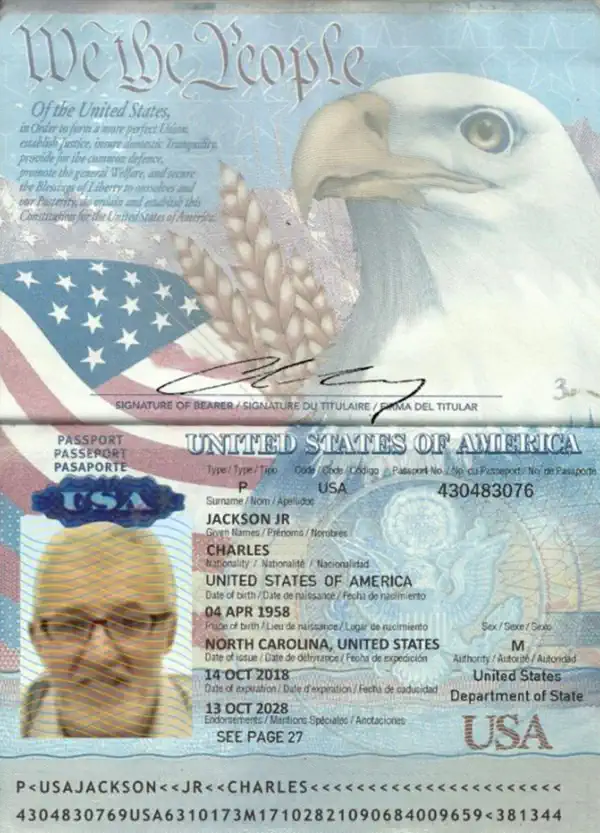 We the People
Of the United States,
in Order to form a more perfect Union,
establish Justice, insure domestic Tranquility,
provide for the common defence,
promote the general Welfare, and secure
the Blessings of Liberty to ourselves and
our Posterity, do ordain and establish this
Constitution for the United States of America.
SIGNATURE OF BEARER / SIGNATURE DU TITULAIRE / FIRMA DEL TITULAR
PASSPORT
PASSEPORT
PASAPORTE
USA
UNITED STATES OF AMERICA
Type / Type / Tipo Code / Code / Código Passport No. / No. du Passeport / No. de Pasaporte
P USA 430483076
Surname / Nom / Apellidos
JACKSON JR
Given Names / Prénoms / Nombres
CHARLES
Nationality / Nationalité / Nacionalidad
UNITED STATES OF AMERICA
Date of birth / Date de naissance / Fecha de nacimiento
04 APR 1958
Place of birth / Lieu de naissance / Lugar de nacimiento Sex / Sexe / Sexo
NORTH CAROLINA, UNITED STATES M
Date of issue / Date de délivrance / Fecha de expedición Authority / Autorité / Autoridad
14 OCT 2018 United States
Date of expiration / Date d'expiration / Fecha de caducidad Department of State
13 OCT 2028
Endorsements / Mentions Spéciales / Anotaciones
SEE PAGE 27
USA
P<USAJACKSON<<JR<<CHARLES<<<<<<<<<<<<<<<<<<<<<
4304830769USA6310173M17102821090684009659<381344